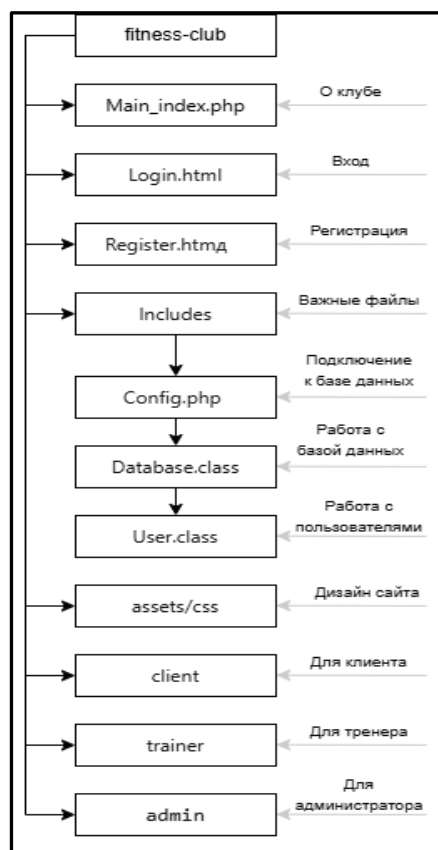 fitness-club
Main_index.php
О клубе
Login.html
Вход
Register.htmд
Регистрация
Includes
Важные файлы
Config.php
Подключение
к базе данных
Database.class
Работа с
базой данных
User.class
Работа с
пользователями
assets/css
Дизайн сайта
client
Для клиента
trainer
Для тренера
admin
Для
администратора